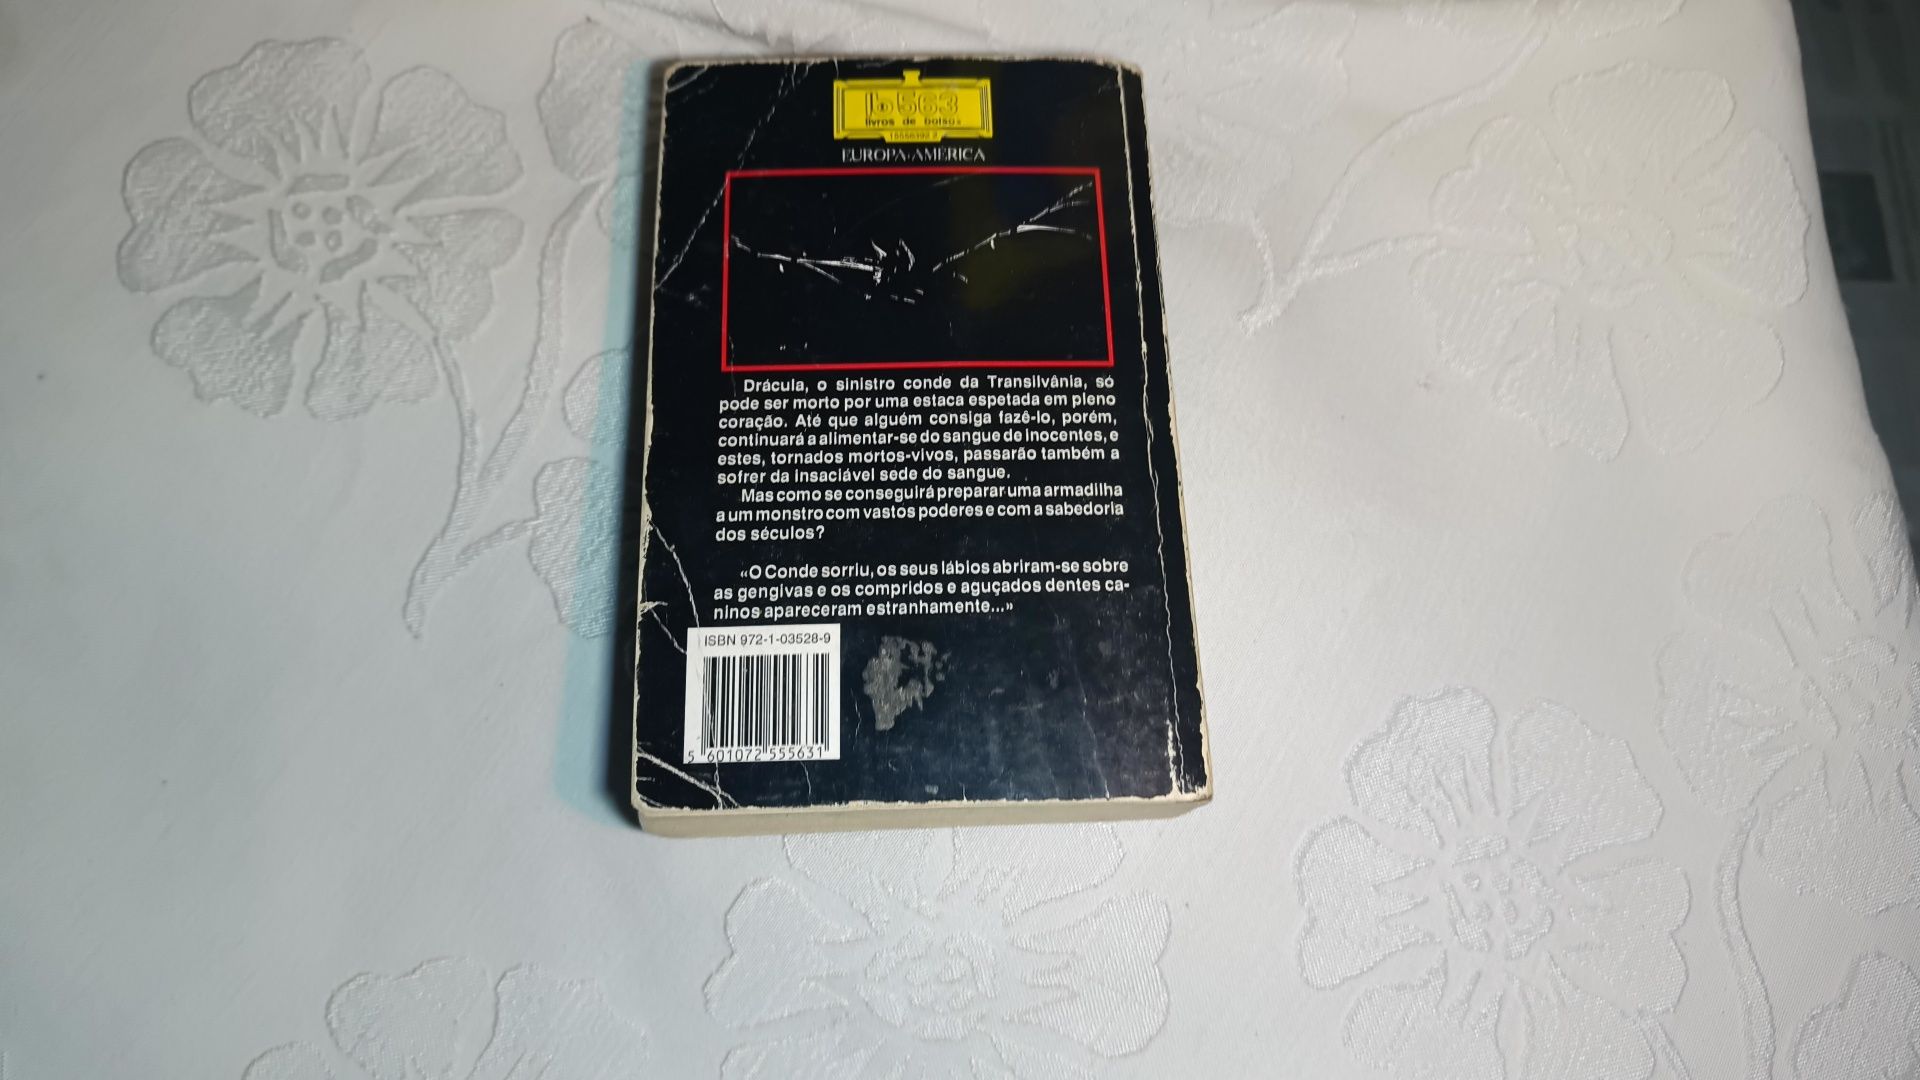 b 563
livros de bolso
EUROPA-AMÉRICA
Drácula, o sinistro conde da Transilvânia, só
pode ser morto por uma estaca espetada em pleno
coração. Até que alguém consiga fazê-lo, porém,
continuará a alimentar-se do sangue de inocentes, e
estes, tornados mortos-vivos, passarão também a
sofrer da insaciável sede do sangue.
Mas como se conseguirá preparar uma armadilha
a um monstro com vastos poderes e com a sabedoria
dos séculos?
«O Conde sorriu, os seus lábios abriram-se sobre
as gengivas e os compridos e aguçados dentes ca-
ninos apareceram estranhamente...»
ISBN 972-1-03528-9
5 601072 555631